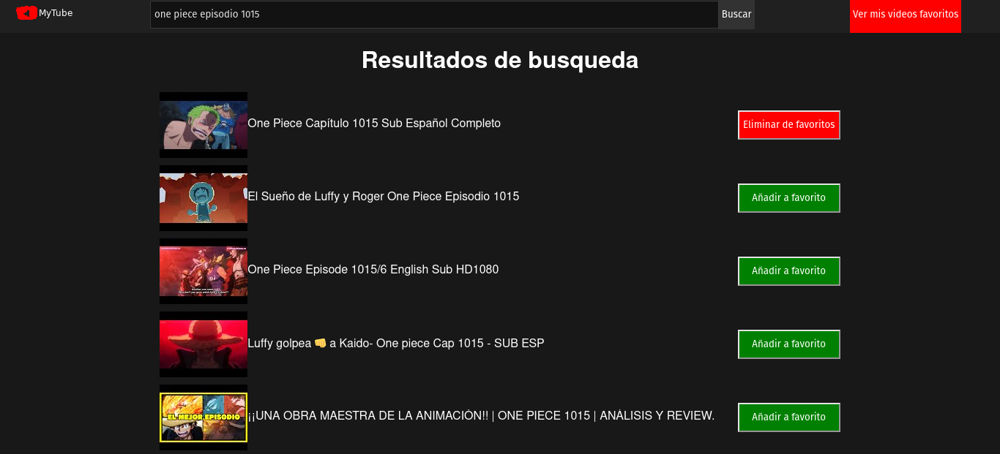 MyTube
one piece episodio 1015
Buscar
Ver mis videos favoritos
Resultados de busqueda
One Piece Capítulo 1015 Sub Español Completo
Eliminar de favoritos
El Sueño de Luffy y Roger One Piece Episodio 1015
Añadir a favorito
One Piece Episode 1015/6 English Sub HD1080
Añadir a favorito
Luffy golpea 👊 a Kaido- One piece Cap 1015 - SUB ESP
Añadir a favorito
EL MEJOR EPISODIO
¡¡UNA OBRA MAESTRA DE LA ANIMACIÓN!! | ONE PIECE 1015 | ANÁLISIS Y REVIEW.
Añadir a favorito